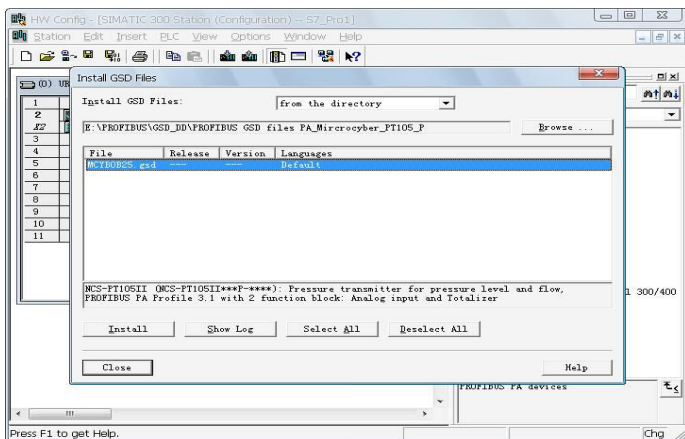 HW Config - [SIMATIC 300 Station (Configuration) -- S7_Pro1]
Station Edit Insert PLC View Options Window Help
(0) UR
Install GSD Files
Install GSD Files:
from the directory
E:\PROFIBUS\GSD_DD\PROFIBUS GSD files PA_Mircrocyber_PT105_P
Browse ...
File Release Version Languages
MCYB0B25.gsd --- --- Default
1
2
X2
3
4
5
6
7
8
9
10
11
NCS-PT105II (NCS-PT105II***P-****): Pressure transmitter for pressure level and flow,
PROFIBUS PA Profile 3.1 with 2 function block: Analog input and Totalizer
1 300/400
Install
Show Log
Select All
Deselect All
Close
Help
PROFIBUS PA devices
Press F1 to get Help.
Chg